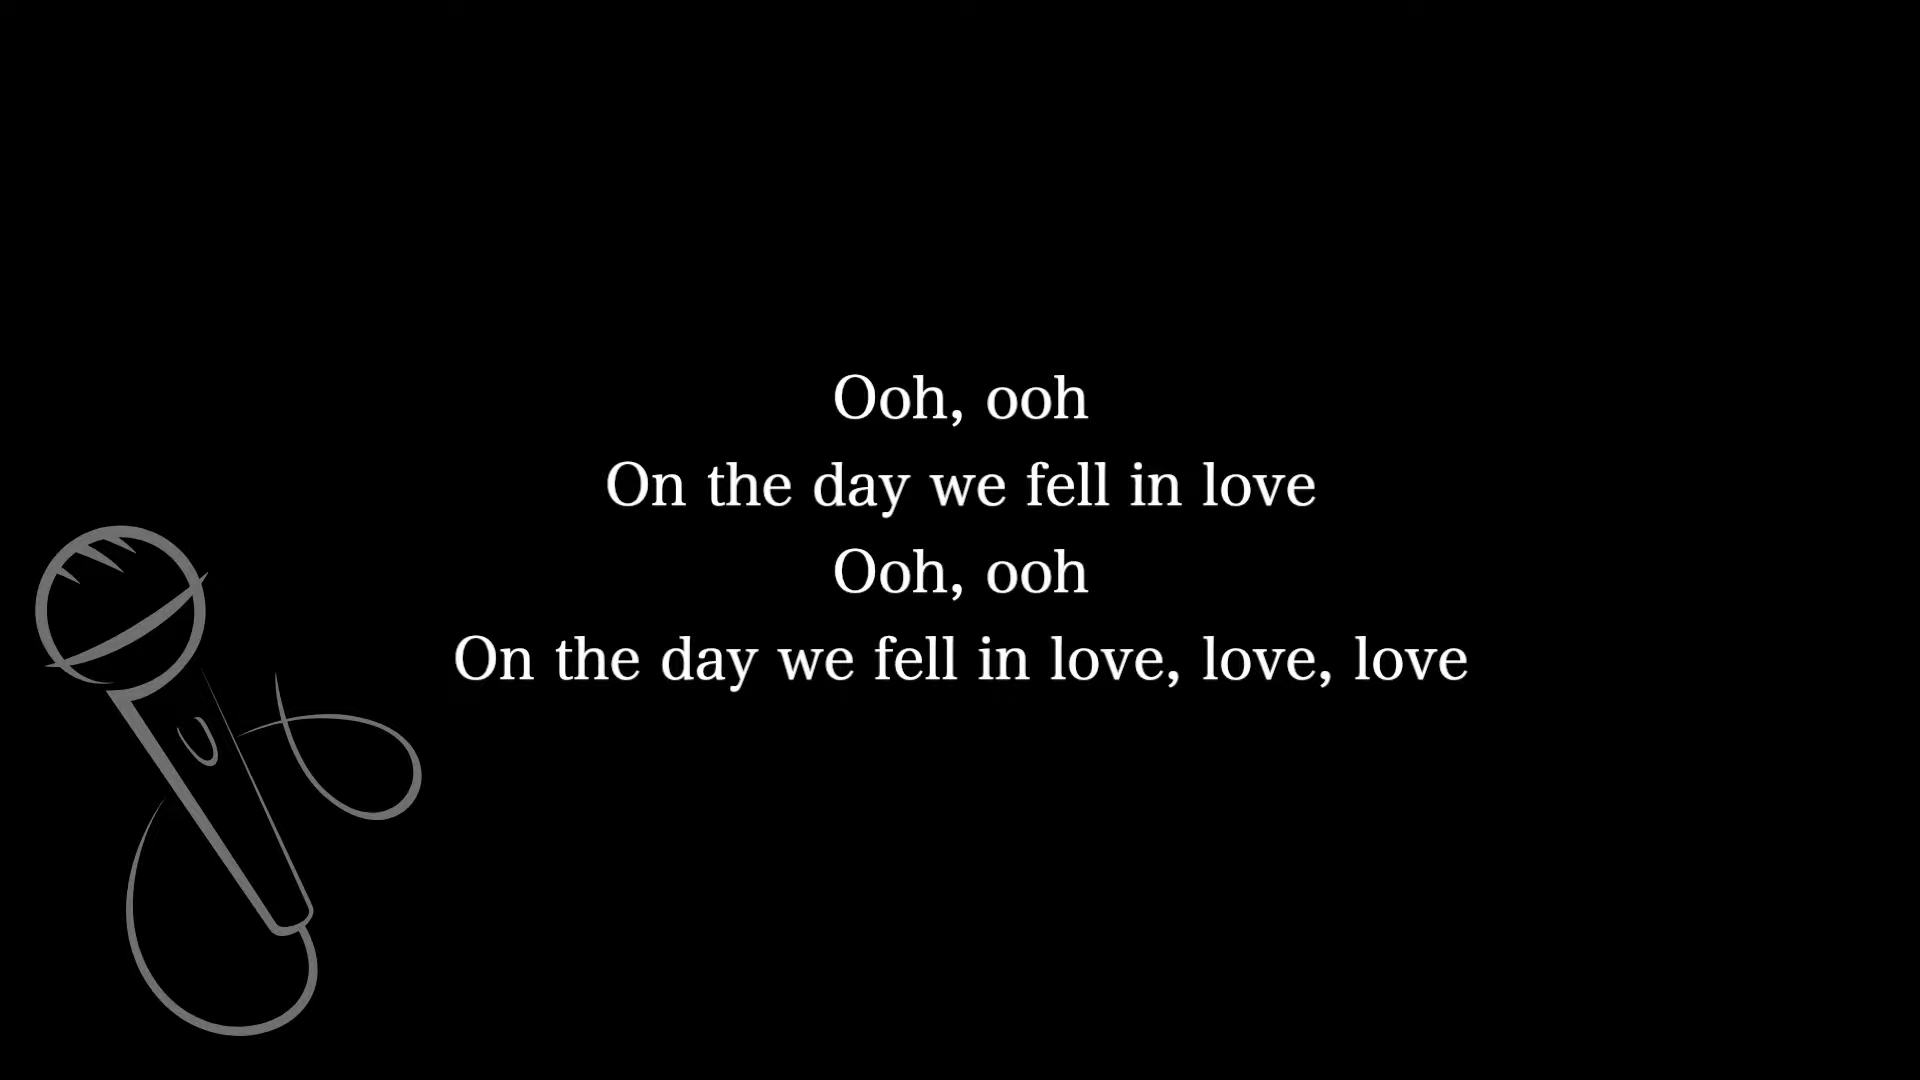 Ooh, ooh
On the day we fell in love
Ooh, ooh
On the day we fell in love, love, love